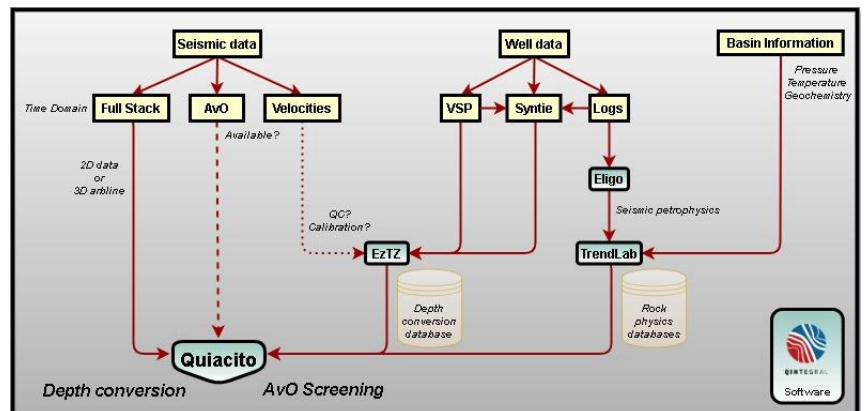 Seismic data
Well data
Basin Information
Pressure
Temperature
Geochemistry
Time Domain
Full Stack
AvO
Velocities
VSP
Syntie
Logs
Available?
2D data
or
3D arbline
Eligo
QC?
Calibration?
Seismic petrophysics
EzTZ
TrendLab
Depth
conversion
database
Rock
physics
databases
Quiacito
Depth conversion
AvO Screening
QINTEGRAL
Software